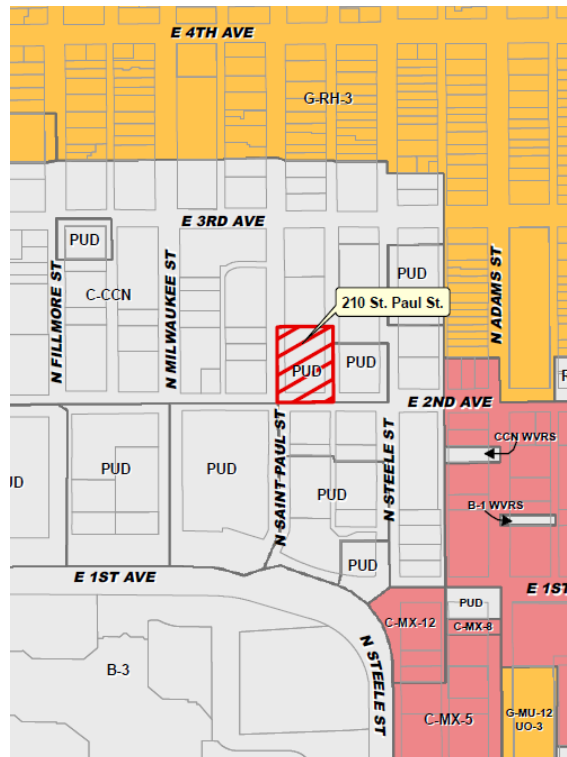 E 4TH AVE
G-RH-3
E 3RD AVE
PUD
PUD
N FILLMORE ST
C-CCN
N MILWAUKEE ST
N ADAMS ST
210 St. Paul St.
PUD
PUD
E 2ND AVE
N SAINT PAUL ST
N STEELE ST
CCN WVRS
PUD
PUD
PUD
B-1 WVRS
PUD
E 1ST AVE
E 1ST
PUD
C-MX-12
C-MX-8
N STEELE ST
B-3
C-MX-5
G-MU-12
UO-3